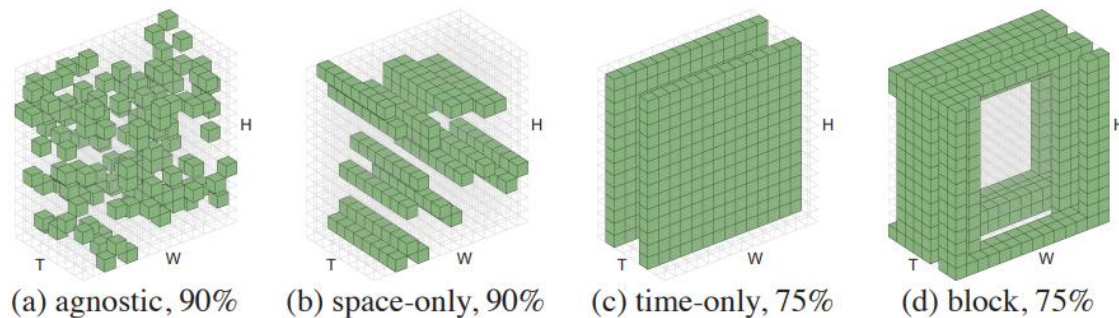 H
H
H
H
T
W
T
W
T
W
T
W
(a) agnostic, 90%
(b) space-only, 90%
(c) time-only, 75%
(d) block, 75%